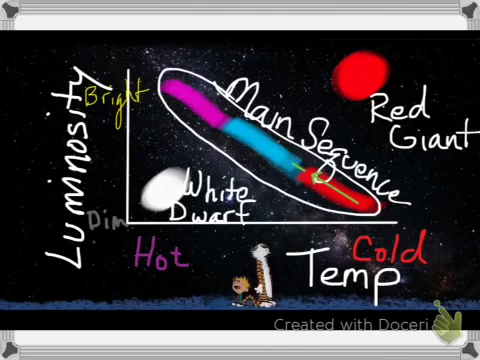 Luminosity
Bright
Main Sequence
Red
Giant
White
Dwarf
Dim
Hot
Cold
Temp
Created with Doceri